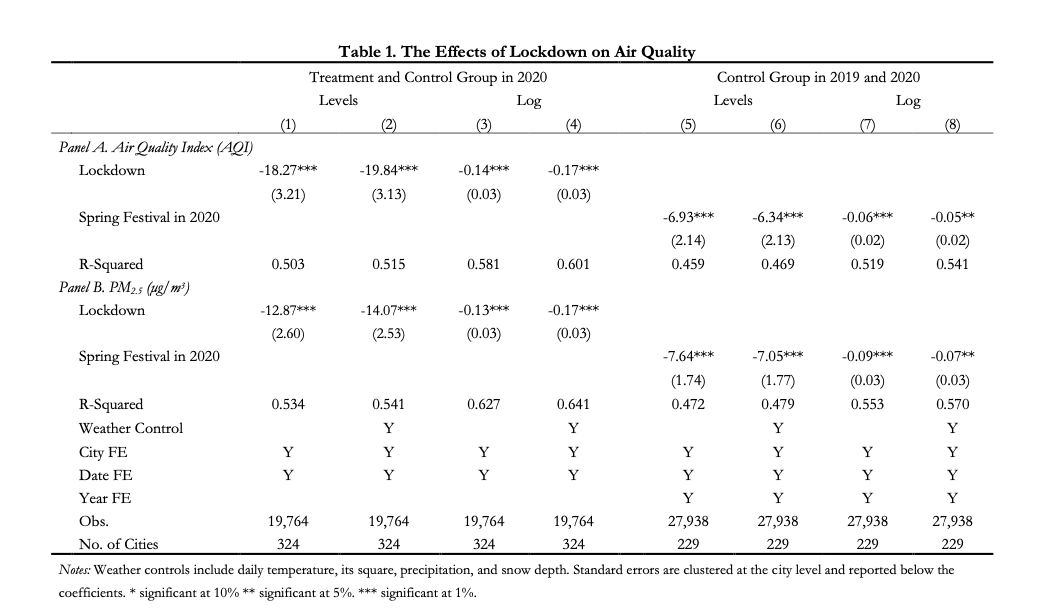 Table 1. The Effects of Lockdown on Air Quality
Treatment and Control Group in 2020 Control Group in 2019 and 2020
Levels Log Levels Log
(1) (2) (3) (4) (5) (6) (7) (8)
Panel A. Air Quality Index (AQI)
Lockdown -18.27*** -19.84*** -0.14*** -0.17***
(3.21) (3.13) (0.03) (0.03)
Spring Festival in 2020 -6.93*** -6.34*** -0.06*** -0.05**
(2.14) (2.13) (0.02) (0.02)
R-Squared 0.503 0.515 0.581 0.601 0.459 0.469 0.519 0.541
Panel B. PM2.5 (µg/m³)
Lockdown -12.87*** -14.07*** -0.13*** -0.17***
(2.60) (2.53) (0.03) (0.03)
Spring Festival in 2020 -7.64*** -7.05*** -0.09*** -0.07**
(1.74) (1.77) (0.03) (0.03)
R-Squared 0.534 0.541 0.627 0.641 0.472 0.479 0.553 0.570
Weather Control Y Y Y Y
City FE Y Y Y Y Y Y Y Y
Date FE Y Y Y Y Y Y Y Y
Year FE Y Y Y Y
Obs. 19,764 19,764 19,764 19,764 27,938 27,938 27,938 27,938
No. of Cities 324 324 324 324 229 229 229 229
Notes: Weather controls include daily temperature, its square, precipitation, and snow depth. Standard errors are clustered at the city level and reported below the
coefficients. * significant at 10% ** significant at 5%. *** significant at 1%.